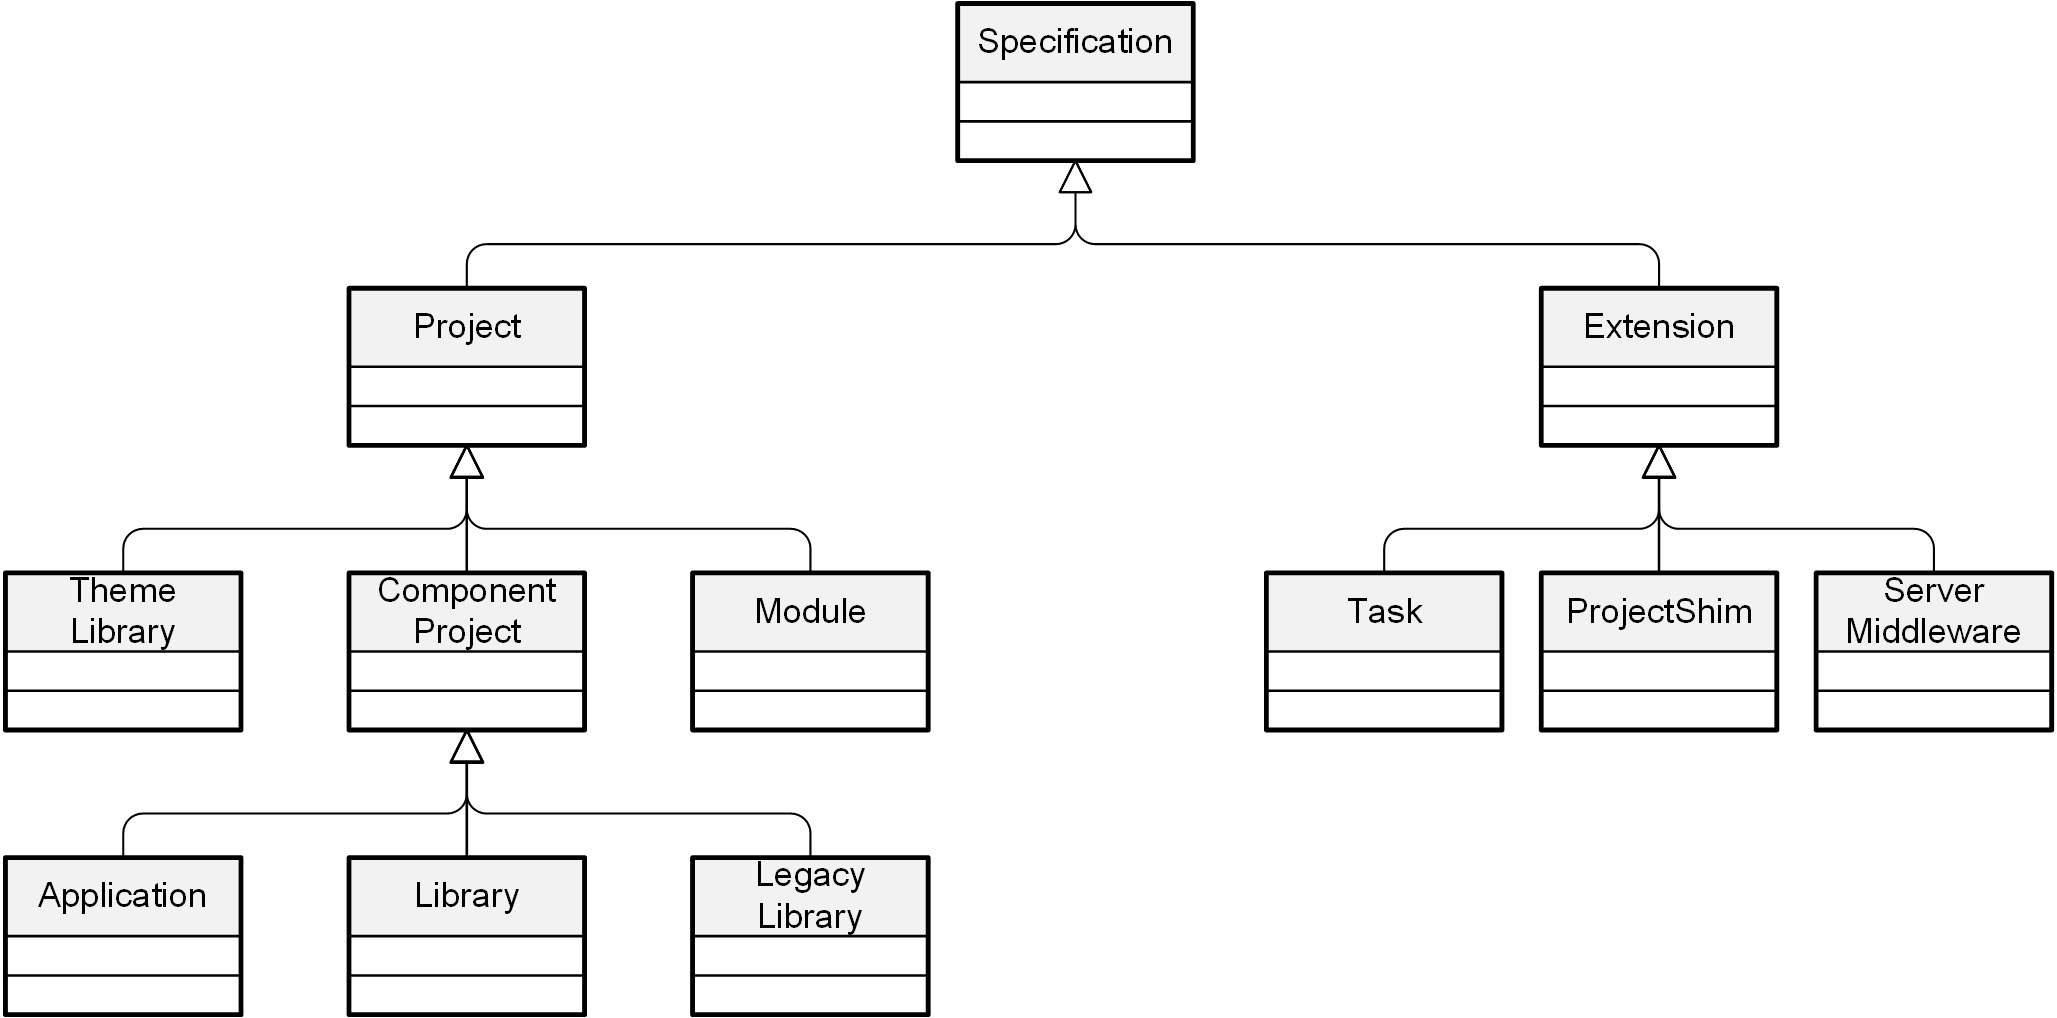 Specification
Project
Extension
Theme
Library
Component
Project
Module
Task
ProjectShim
Server
Middleware
Application
Library
Legacy
Library